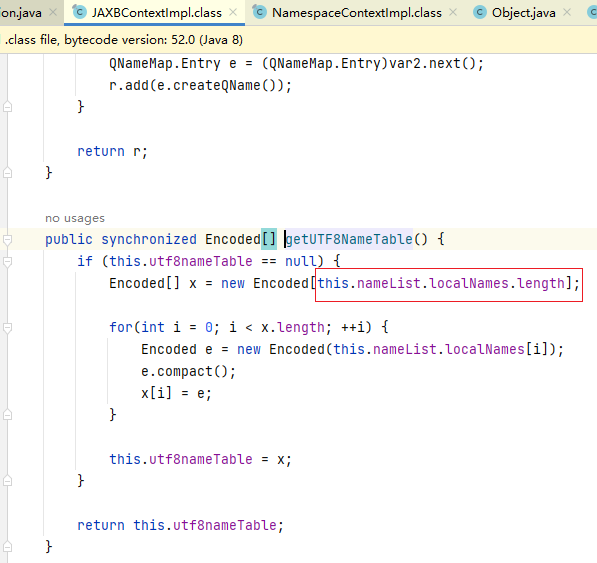 ion.java JAXBContextImpl.class NamespaceContextImpl.class Object.java
.class file, bytecode version: 52.0 (Java 8)
QNameMap.Entry e = (QNameMap.Entry)var2.next();
r.add(e.createQName());
}
return r;
}
no usages
public synchronized Encoded[] getUTF8NameTable() {
if (this.utf8nameTable == null) {
Encoded[] x = new Encoded[this.nameList.localNames.length];
for(int i = 0; i < x.length; ++i) {
Encoded e = new Encoded(this.nameList.localNames[i]);
e.compact();
x[i] = e;
}
this.utf8nameTable = x;
}
return this.utf8nameTable;
}